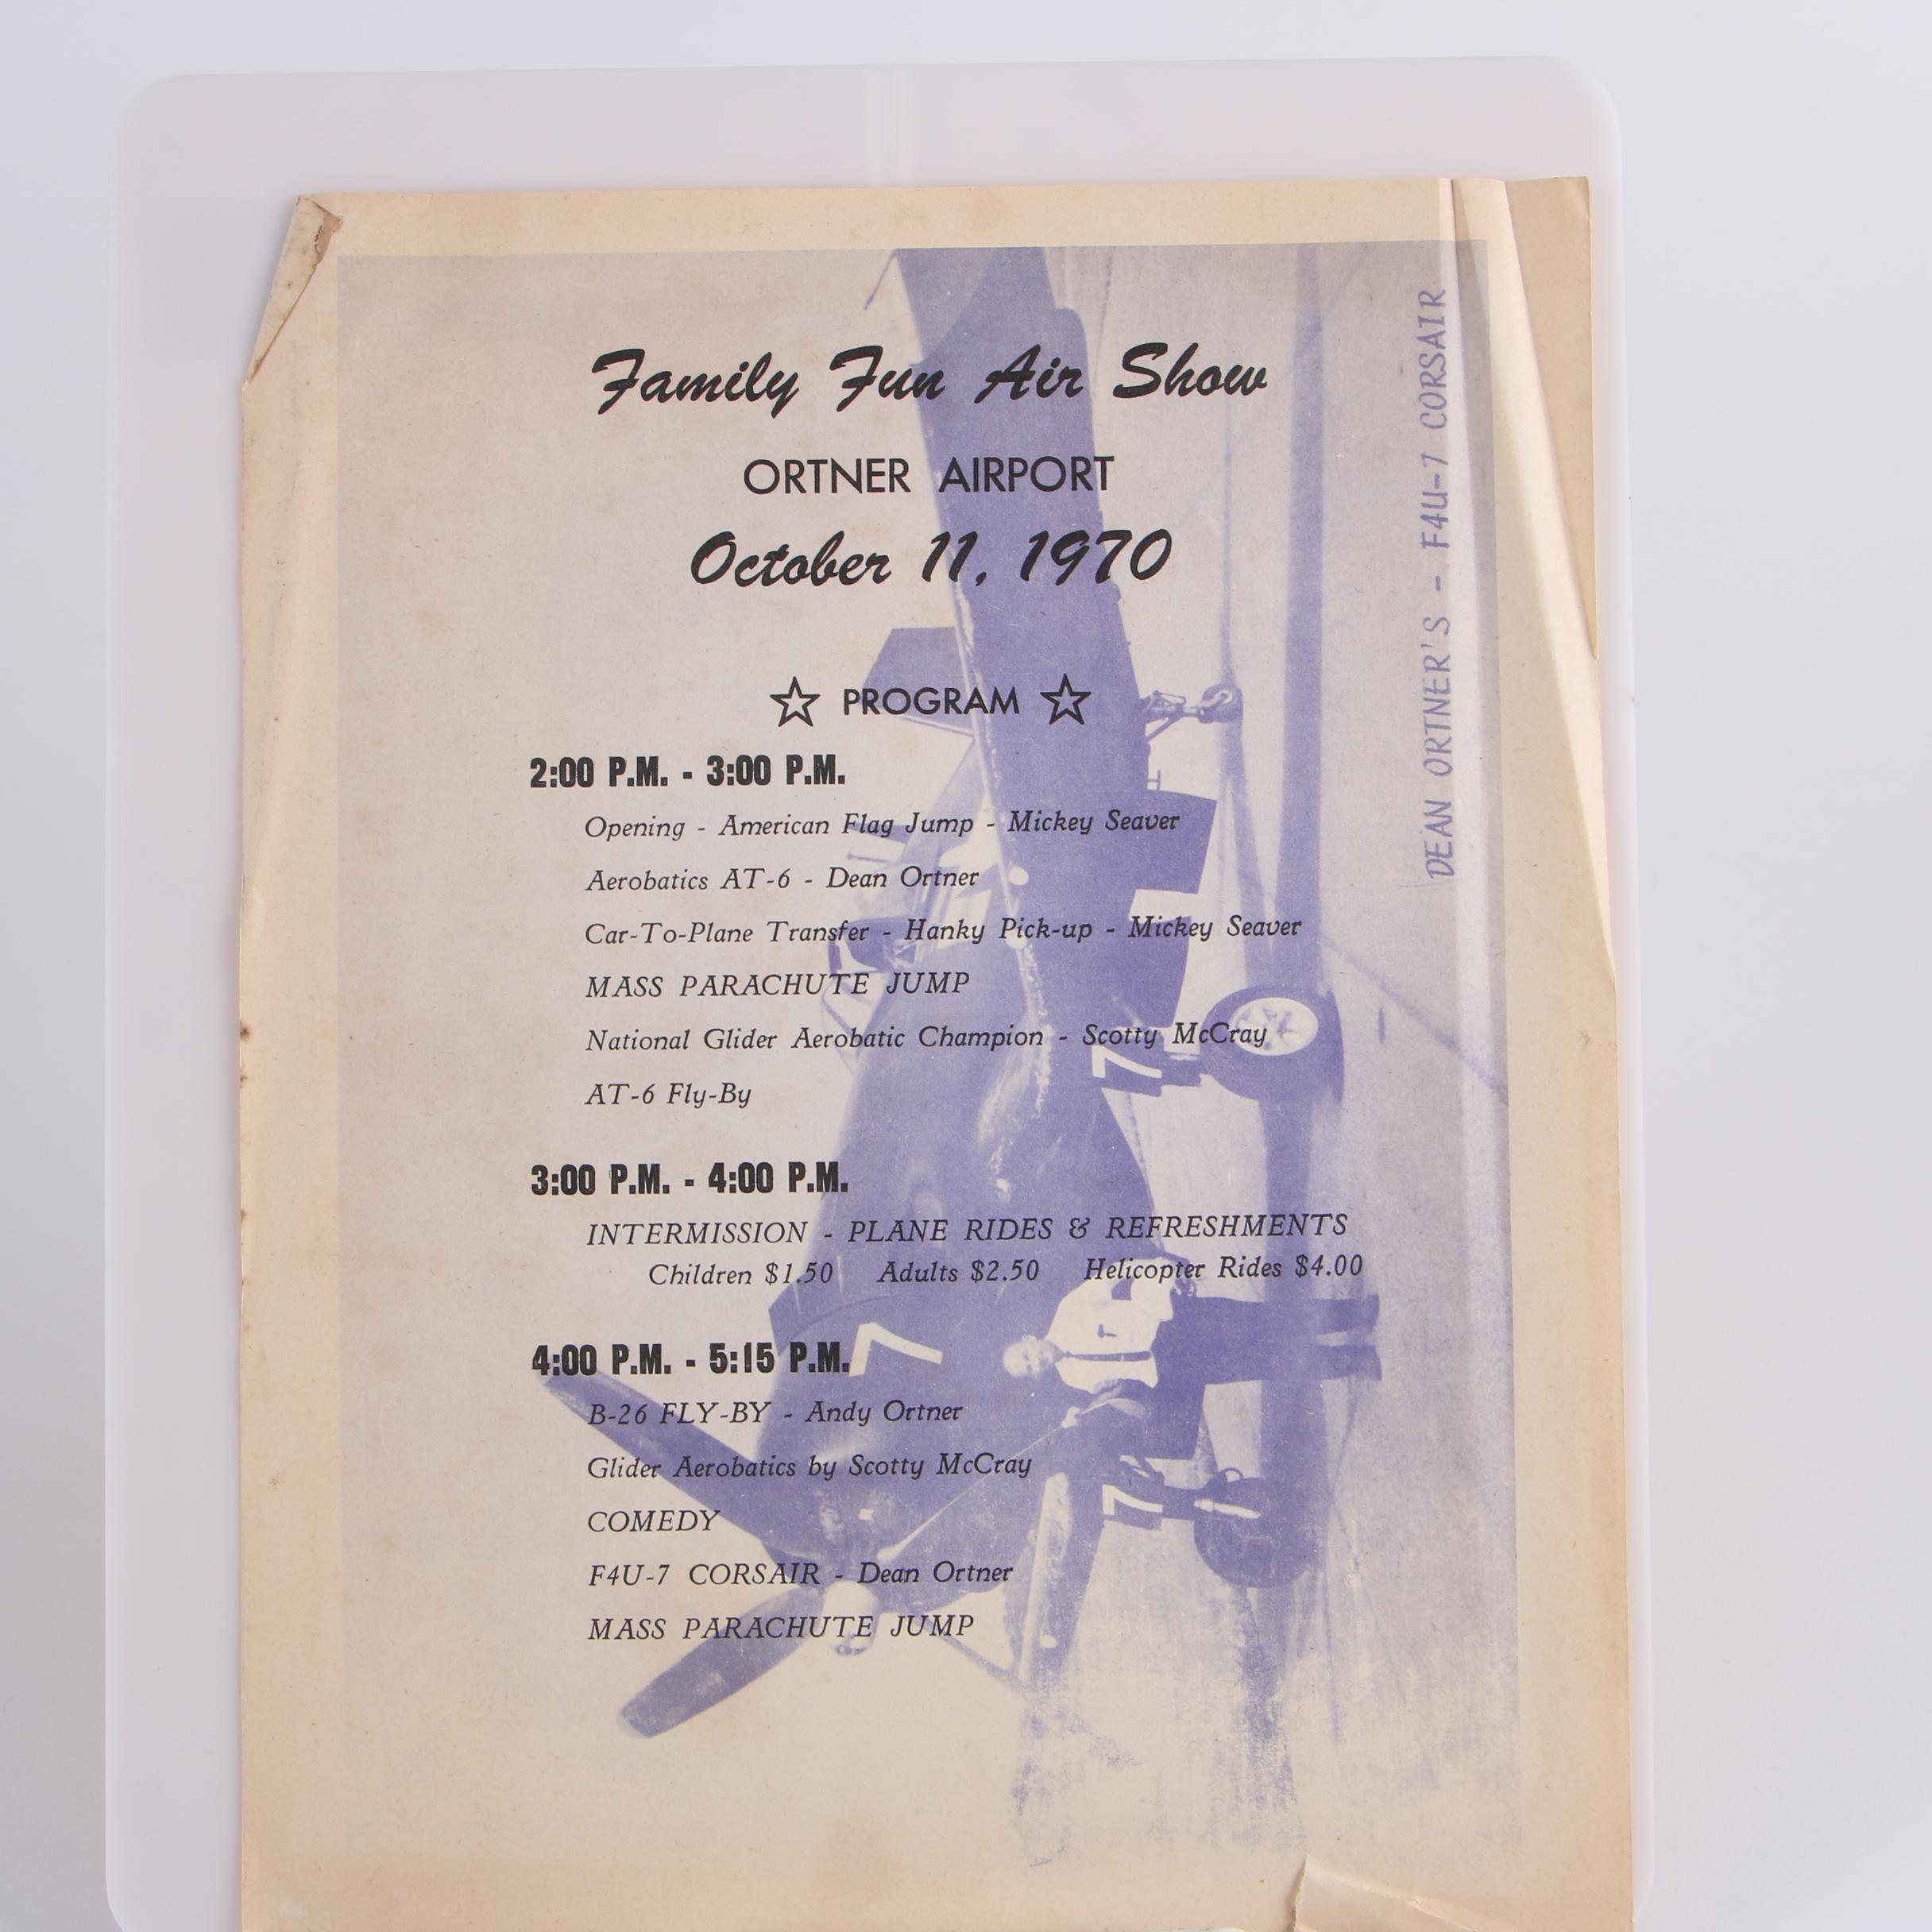 Family Fun Air Show
ORTNER AIRPORT
October 11, 1970
☆ PROGRAM ☆
2:00 P.M. - 3:00 P.M.
Opening - American Flag Jump - Mickey Seaver
Aerobatics AT-6 - Dean Ortner
Car-To-Plane Transfer - Hanky Pick-up - Mickey Seaver
MASS PARACHUTE JUMP
National Glider Aerobatic Champion - Scotty McCray
AT-6 Fly-By
3:00 P.M. - 4:00 P.M.
INTERMISSION - PLANE RIDES & REFRESHMENTS
Children $1.50 Adults $2.50 Helicopter Rides $4.00
4:00 P.M. - 5:15 P.M.
B-26 FLY-BY - Andy Ortner
Glider Aerobatics by Scotty McCray
COMEDY
F4U-7 CORSAIR - Dean Ortner
MASS PARACHUTE JUMP
DEAN ORTNER'S - F4U-7 CORSAIR
7
7
7